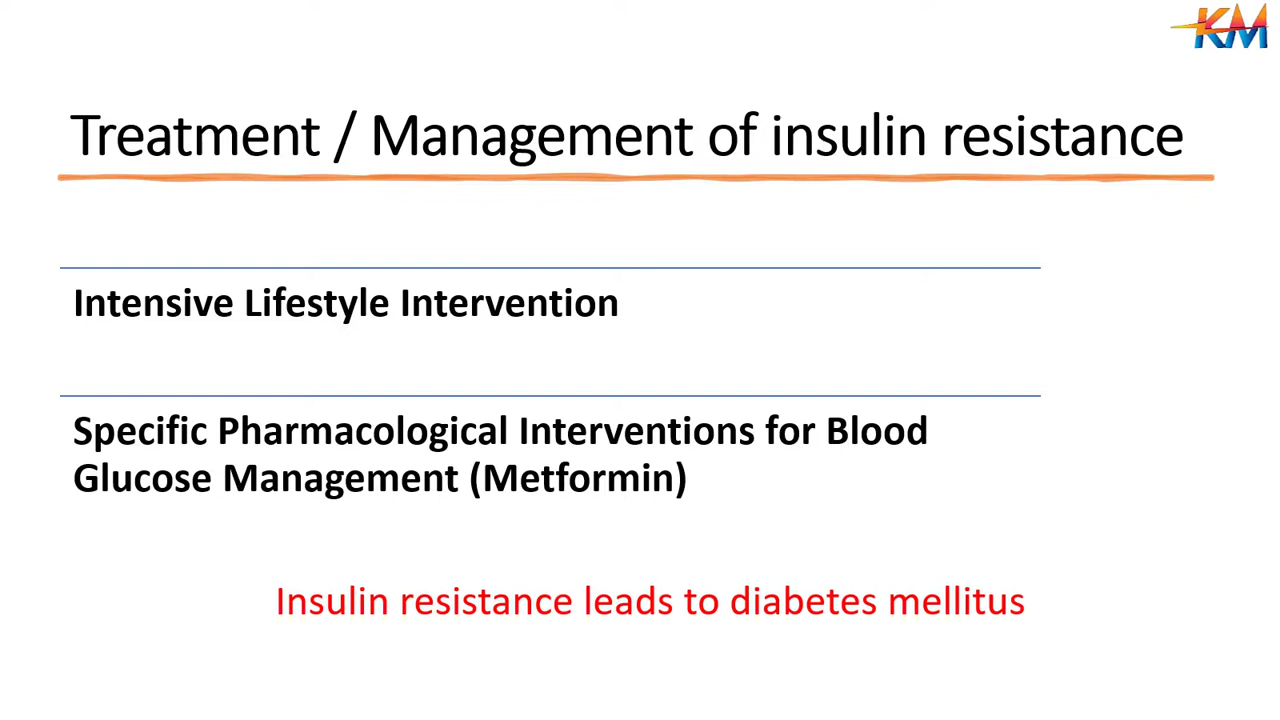 KM
Treatment / Management of insulin resistance
Intensive Lifestyle Intervention
Specific Pharmacological Interventions for Blood
Glucose Management (Metformin)
Insulin resistance leads to diabetes mellitus